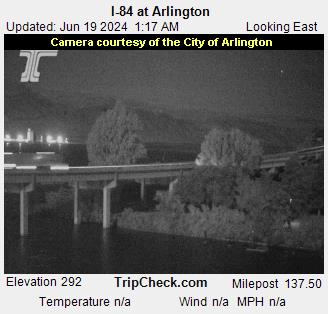 I-84 at Arlington
Updated: Jun 19 2024 1:17 AM Looking East
Camera courtesy of the City of Arlington
Elevation 292 TripCheck.com Milepost 137.50
Temperature n/a Wind n/a MPH n/a